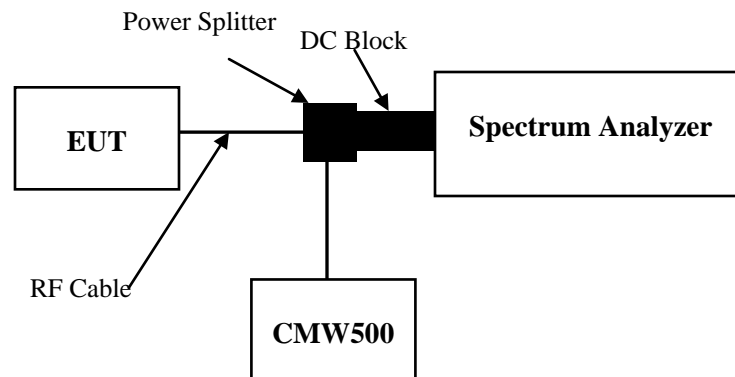 Power Splitter
DC Block
EUT
Spectrum Analyzer
RF Cable
CMW500